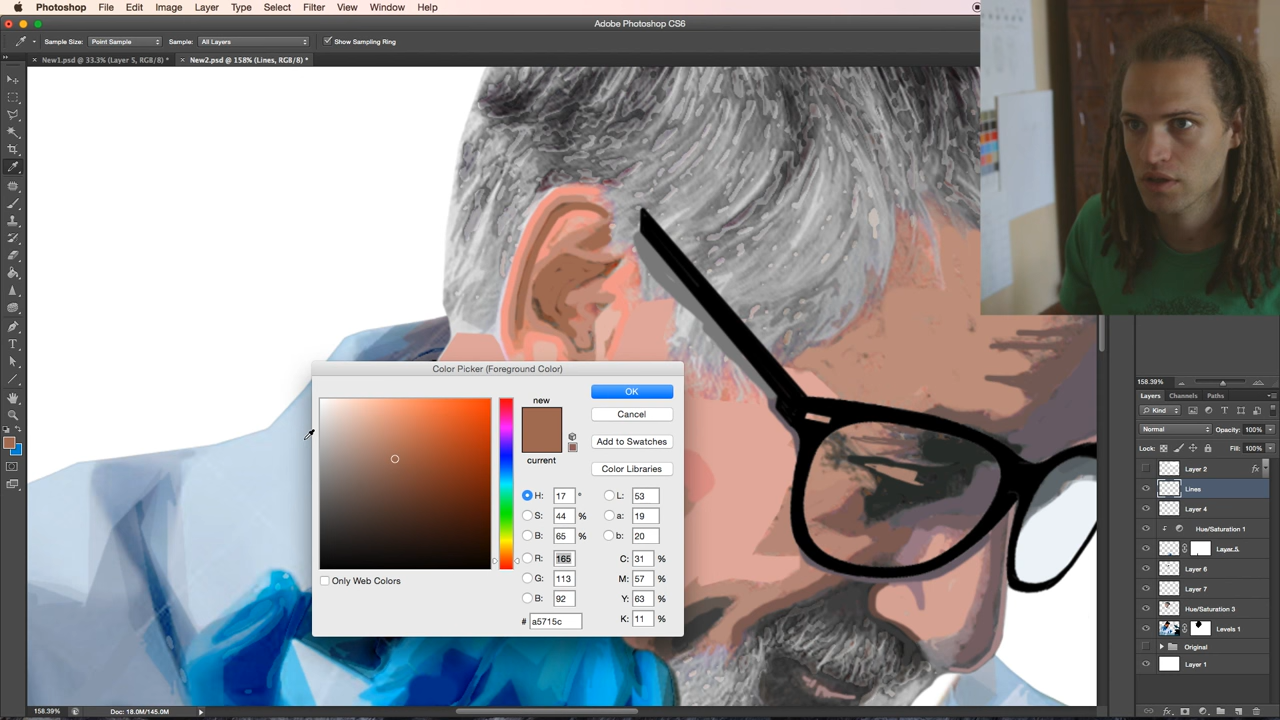 Photoshop File Edit Image Layer Type Select Filter View Window Help
Adobe Photoshop CS6
Sample Size: Point Sample Sample: All Layers Show Sampling Ring
New1.psd @ 33.3% (Layer 5, RGB/8) * New2.psd @ 158% (Lines, RGB/8) *
Color Picker (Foreground Color)
new
current
OK
Cancel
Add to Swatches
Color Libraries
H: 17 ° L: 53
S: 44 % a: 19
B: 65 % b: 20
R: 165 C: 31 %
G: 113 M: 57 %
B: 92 Y: 63 %
# a5715c K: 11 %
Only Web Colors
158.39%
Layers Channels Paths
Kind
Normal Opacity: 100%
Lock: Fill: 100%
Layer 2 fx
Lines
Layer 4
Hue/Saturation 1
Layer 5
Layer 6
Layer 7
Hue/Saturation 3
Levels 1
Original
Layer 1
158.39% Doc: 18.0M/145.0M